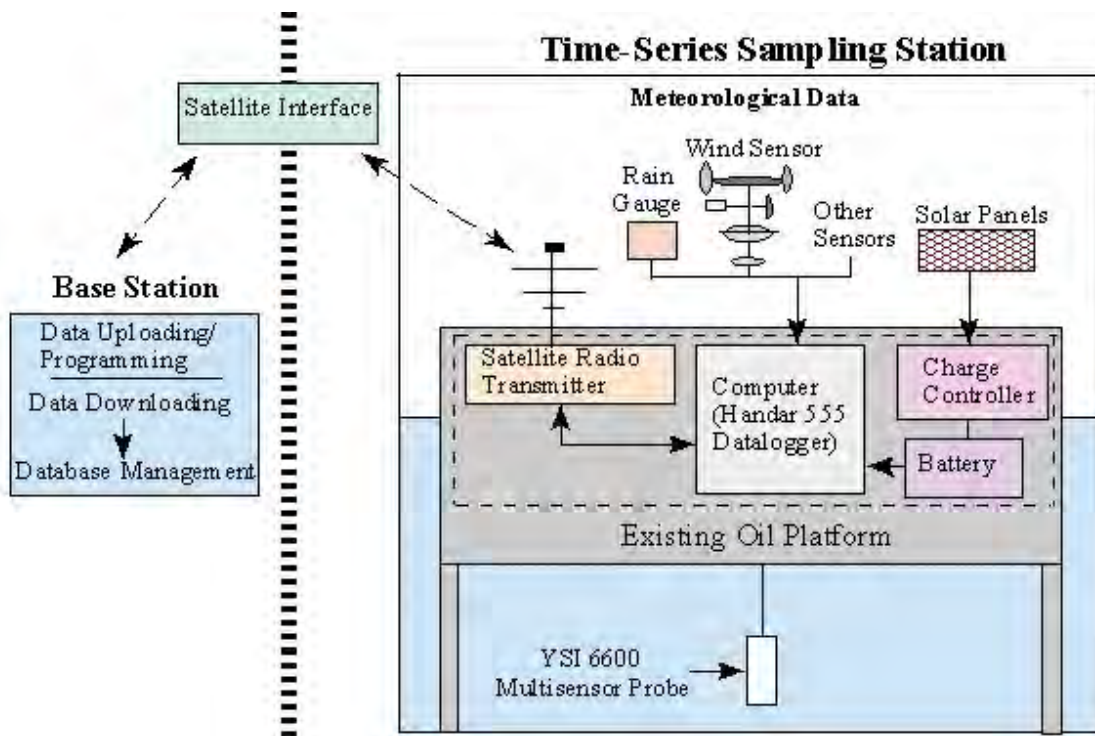 Time-Series Sampling Station
Satellite Interface
Meteorological Data
Wind Sensor
Rain
Gauge
Other
Sensors
Solar Panels
Base Station
Data Uploading/
Programming
Data Downloading
Database Management
Satellite Radio
Transmitter
Computer
(Handar 555
Datalogger)
Charge
Controller
Battery
Existing Oil Platform
YSI 6600
Multisensor Probe